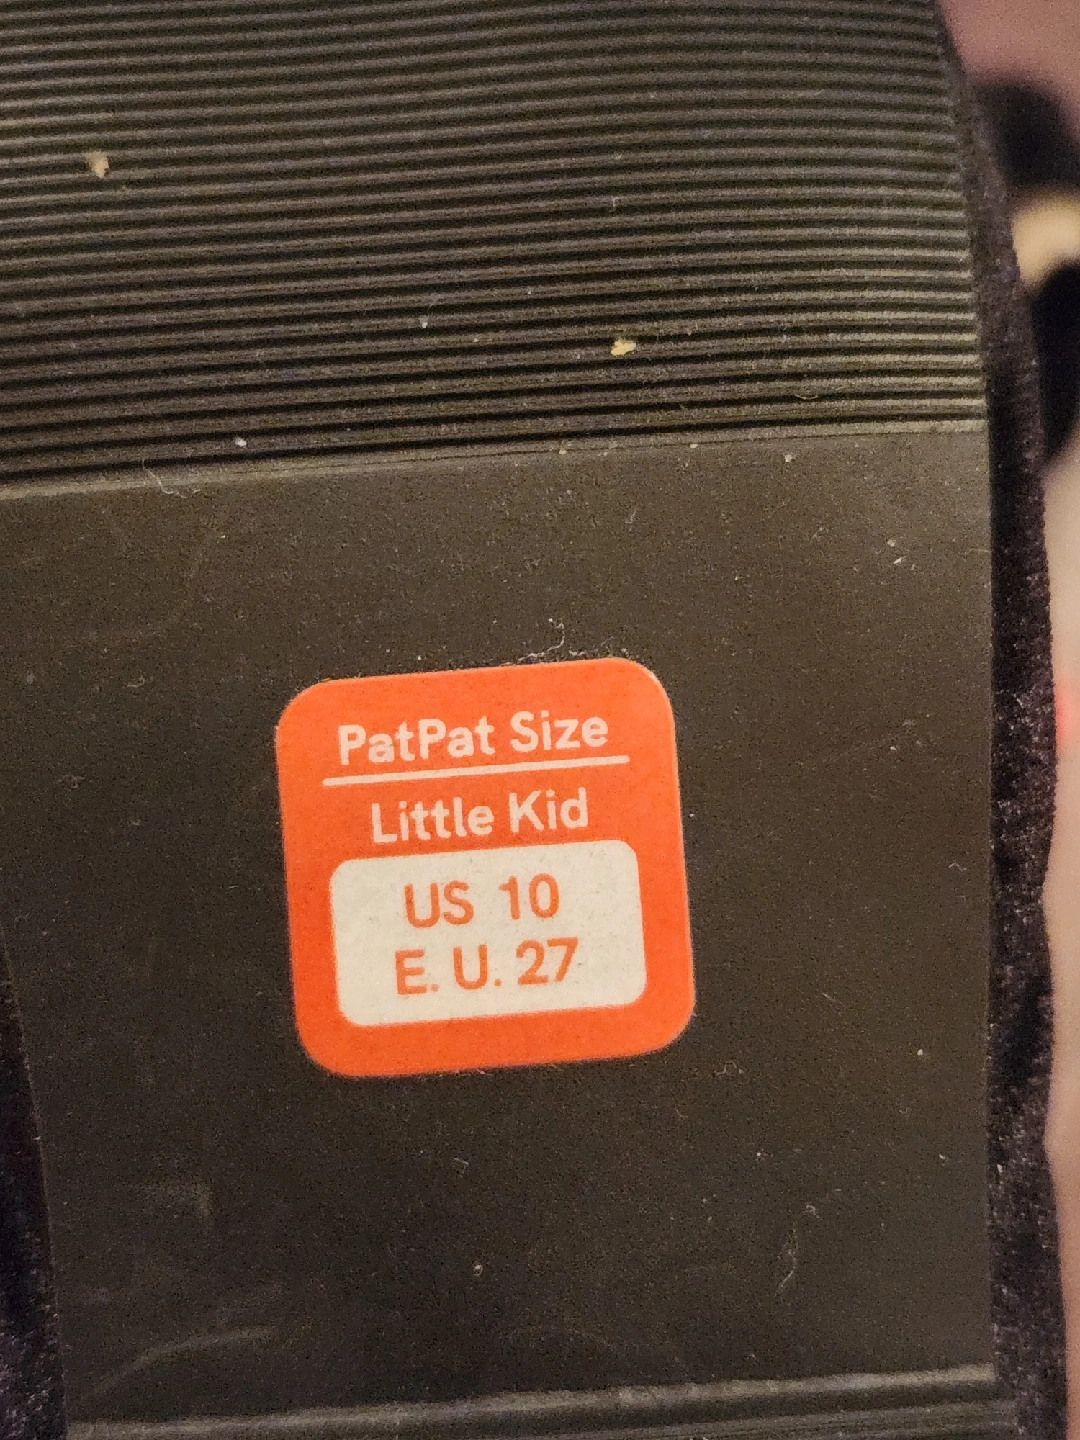 PatPat Size
Little Kid
US 10
E. U. 27